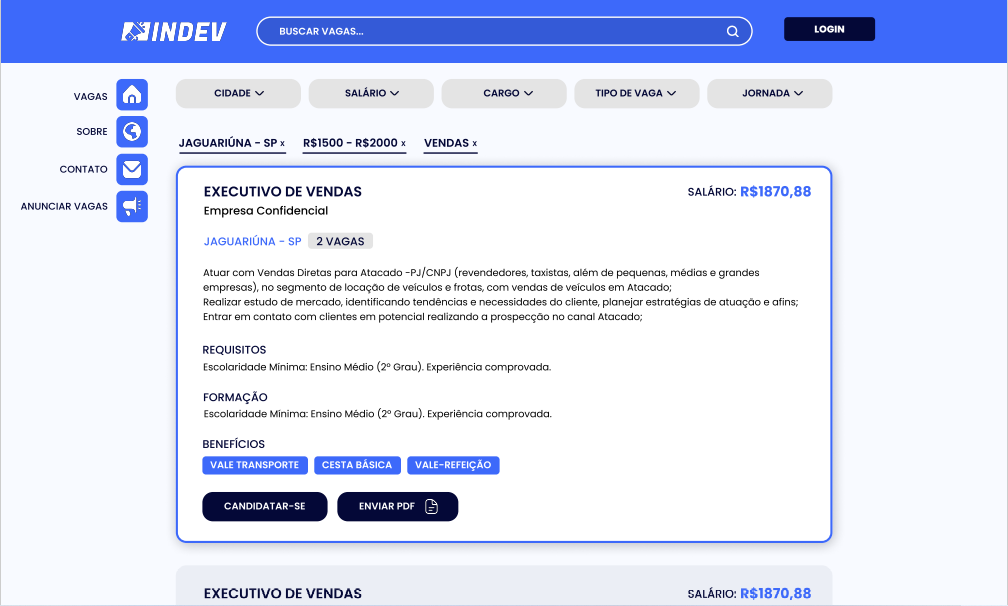 INDEV
BUSCAR VAGAS...
LOGIN
VAGAS
SOBRE
CONTATO
ANUNCIAR VAGAS
CIDADE
SALÁRIO
CARGO
TIPO DE VAGA
JORNADA
JAGUARIÚNA - SP x
R$1500 - R$2000 x
VENDAS x
EXECUTIVO DE VENDAS
SALÁRIO: R$1870,88
Empresa Confidencial
JAGUARIÚNA - SP
2 VAGAS
Atuar com Vendas Diretas para Atacado -PJ/CNPJ (revendedores, taxistas, além de pequenas, médias e grandes
empresas), no segmento de locação de veículos e frotas, com vendas de veículos em Atacado;
Realizar estudo de mercado, identificando tendências e necessidades do cliente, planejar estratégias de atuação e afins;
Entrar em contato com clientes em potencial realizando a prospecção no canal Atacado;
REQUISITOS
Escolaridade Mínima: Ensino Médio (2º Grau). Experiência comprovada.
FORMAÇÃO
Escolaridade Mínima: Ensino Médio (2º Grau). Experiência comprovada.
BENEFÍCIOS
VALE TRANSPORTE
CESTA BÁSICA
VALE-REFEIÇÃO
CANDIDATAR-SE
ENVIAR PDF
EXECUTIVO DE VENDAS
SALÁRIO: R$1870,88